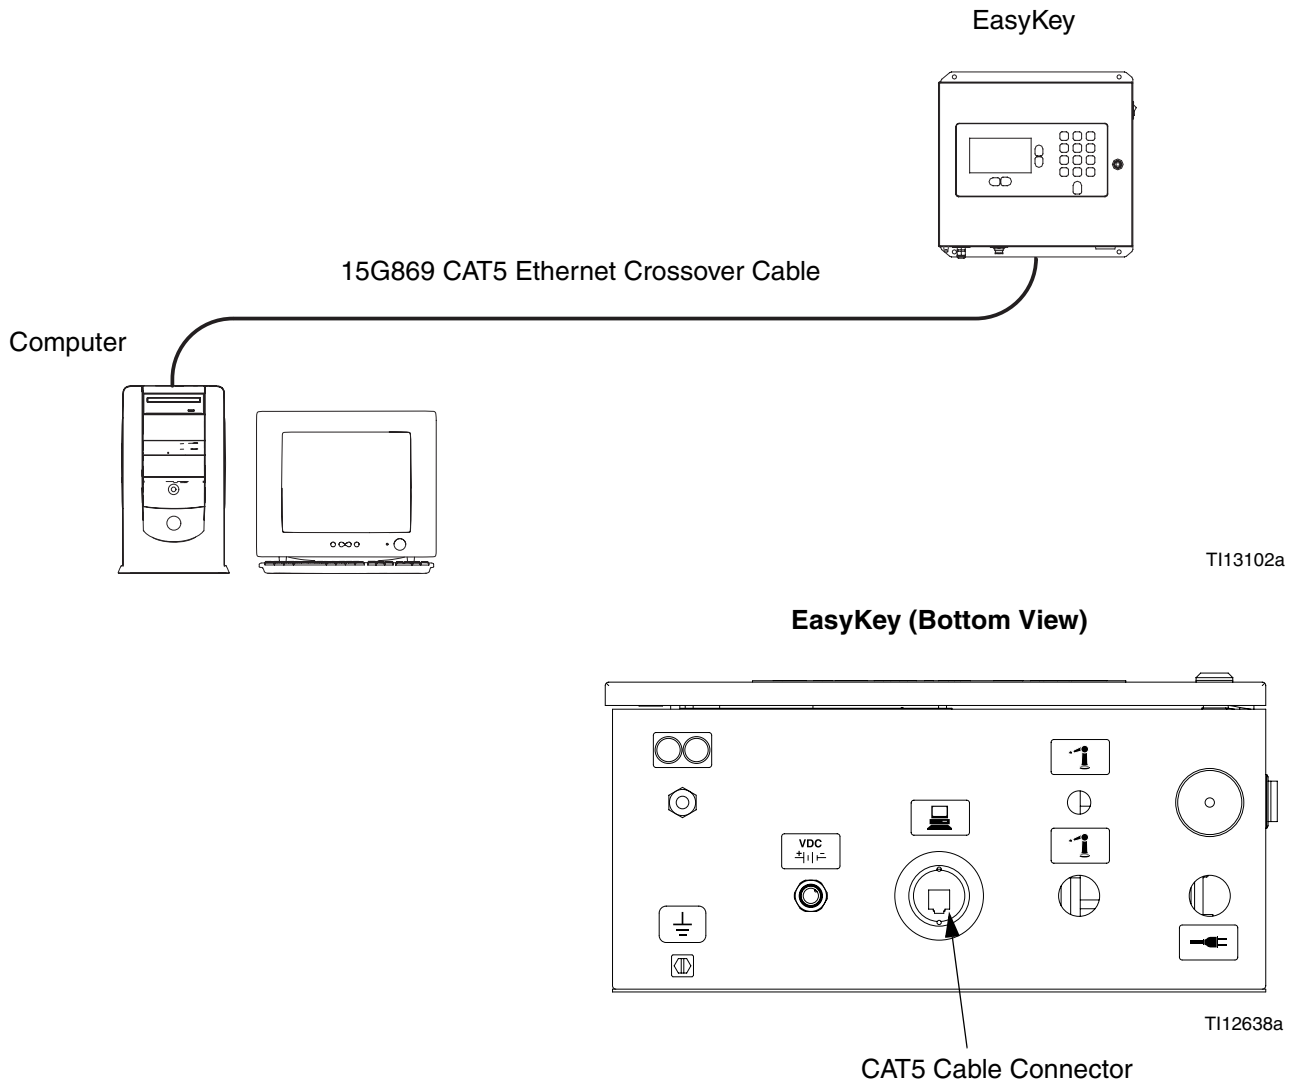 EasyKey
15G869 CAT5 Ethernet Crossover Cable
Computer
TI13102a
EasyKey (Bottom View)
VDC
+ -
TI12638a
CAT5 Cable Connector